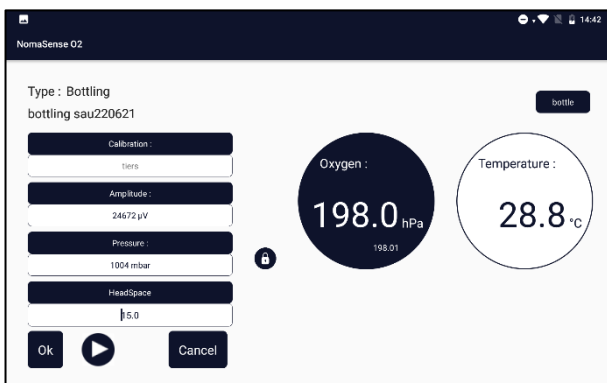 14:42
NomaSense O2
Type : Bottling
bottling sau220621
bottle
Calibration :
tiers
Amplitude :
24672 µV
Pressure :
1004 mbar
HeadSpace
15.0
Ok
Cancel
Oxygen :
198.0 hPa
198.01
Temperature :
28.8 °C